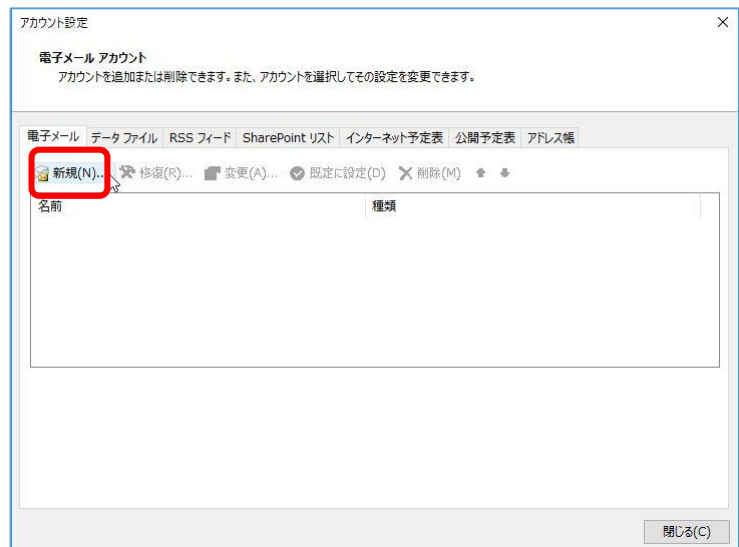 アカウント設定
電子メール アカウント
アカウントを追加または削除できます。また、アカウントを選択してその設定を変更できます。
電子メール データ ファイル RSS フィード SharePoint リスト インターネット予定表 公開予定表 アドレス帳
新規(N)... 修復(R)... 変更(A)... 既定に設定(D) 削除(M)
名前 種類
閉じる(C)